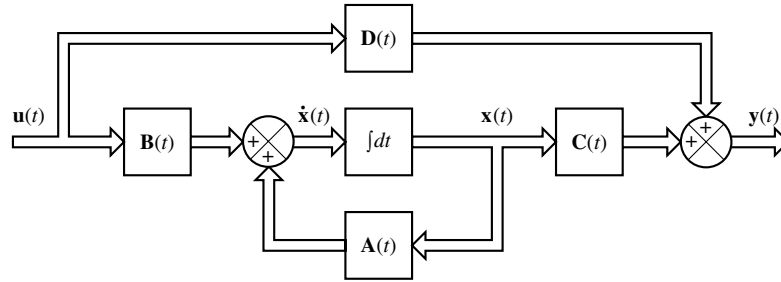 D(t)
u(t)
B(t)
+
+
ẋ(t)
∫dt
x(t)
C(t)
+
+
y(t)
A(t)